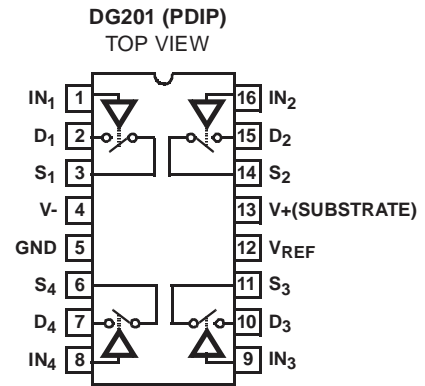 DG201 (PDIP)
TOP VIEW
IN1 1 16 IN2
D1 2 15 D2
S1 3 14 S2
V- 4 13 V+(SUBSTRATE)
GND 5 12 VREF
S4 6 11 S3
D4 7 10 D3
IN4 8 9 IN3